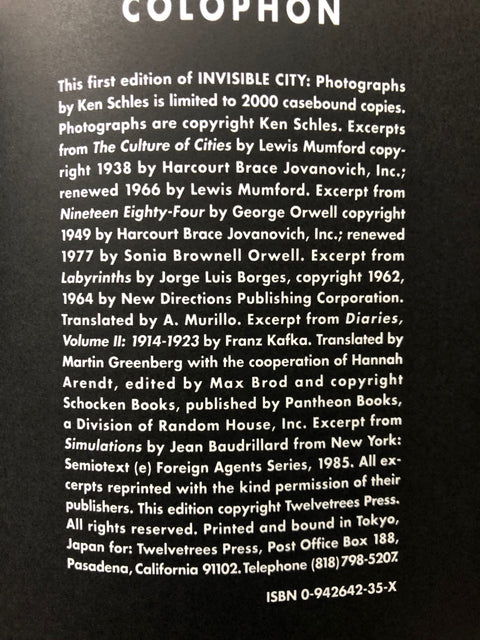 COLOPHON
This first edition of INVISIBLE CITY: Photographs
by Ken Schles is limited to 2000 casebound copies.
Photographs are copyright Ken Schles. Excerpts
from The Culture of Cities by Lewis Mumford copy-
right 1938 by Harcourt Brace Jovanovich, Inc.;
renewed 1966 by Lewis Mumford. Excerpt from
Nineteen Eighty-Four by George Orwell copyright
1949 by Harcourt Brace Jovanovich, Inc.; renewed
1977 by Sonia Brownell Orwell. Excerpt from
Labyrinths by Jorge Luis Borges, copyright 1962,
1964 by New Directions Publishing Corporation.
Translated by A. Murillo. Excerpt from Diaries,
Volume II: 1914-1923 by Franz Kafka. Translated by
Martin Greenberg with the cooperation of Hannah
Arendt, edited by Max Brod and copyright
Schocken Books, published by Pantheon Books,
a Division of Random House, Inc. Excerpt from
Simulations by Jean Baudrillard from New York:
Semiotext (e) Foreign Agents Series, 1985. All ex-
cerpts reprinted with the kind permission of their
publishers. This edition copyright Twelvetrees Press.
All rights reserved. Printed and bound in Tokyo,
Japan for: Twelvetrees Press, Post Office Box 188,
Pasadena, California 91102. Telephone (818) 798-5207.
ISBN 0-942642-35-X